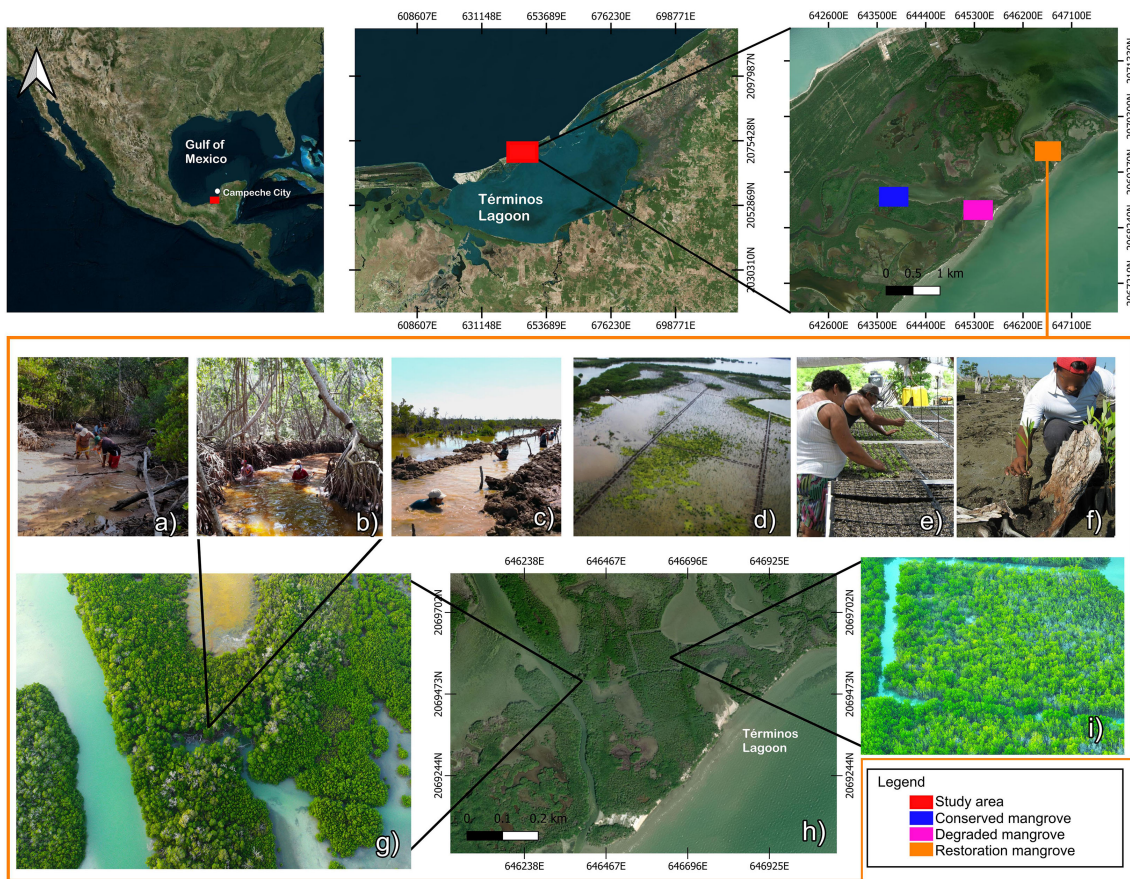 Gulf of
Mexico
Campeche City
608607E 631148E 653689E 676230E 698771E
2097987N
2075428N
2052869N
2030310N
Términos
Lagoon
608607E 631148E 653689E 676230E 698771E
642600E 643500E 644400E 645300E 646200E 647100E
2070300N
2069270N
2068240N
0 0.5 1 km
642600E 643500E 644400E 645300E 646200E 647100E
a)
b)
c)
d)
e)
f)
g)
646238E 646467E 646696E 646925E
2069702N
2069473N
2069244N
2069702N
2069473N
2069244N
Términos
Lagoon
0 0.1 0.2 km
h)
646238E 646467E 646696E 646925E
i)
Legend
Study area
Conserved mangrove
Degraded mangrove
Restoration mangrove